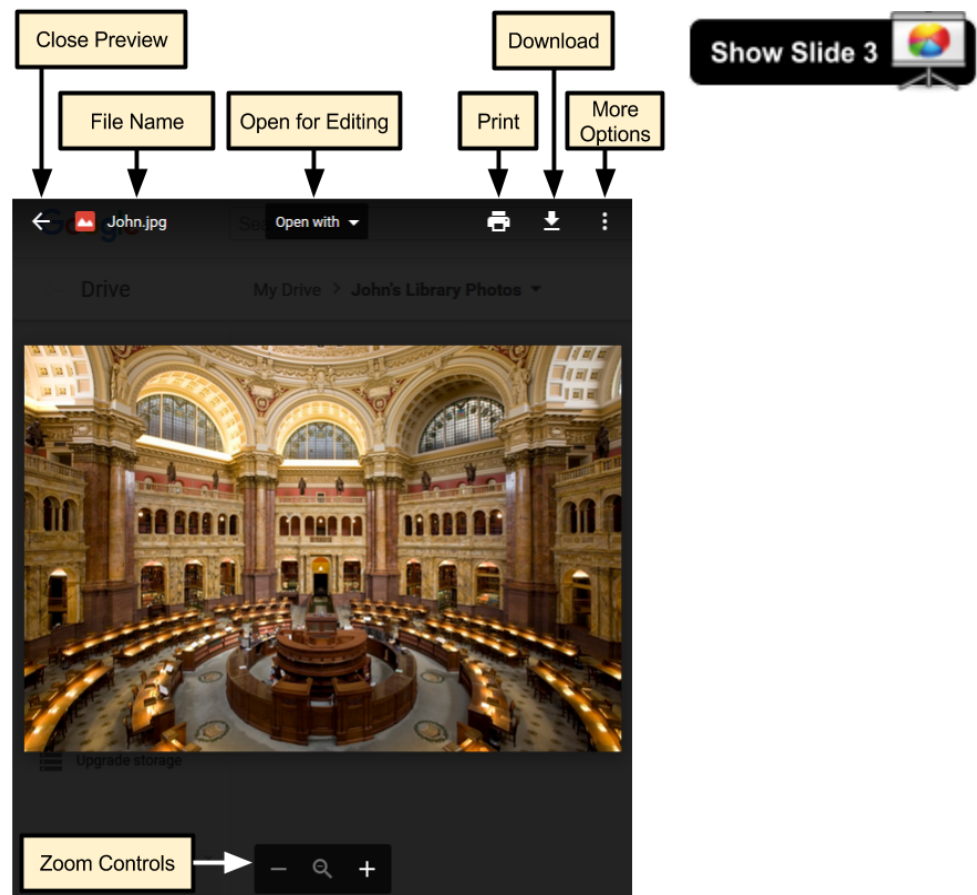 Close Preview
Download
Show Slide 3
File Name
Open for Editing
Print
More
Options
John.jpg
Open with
Drive
My Drive > John's Library Photos
Upgrade storage
Zoom Controls